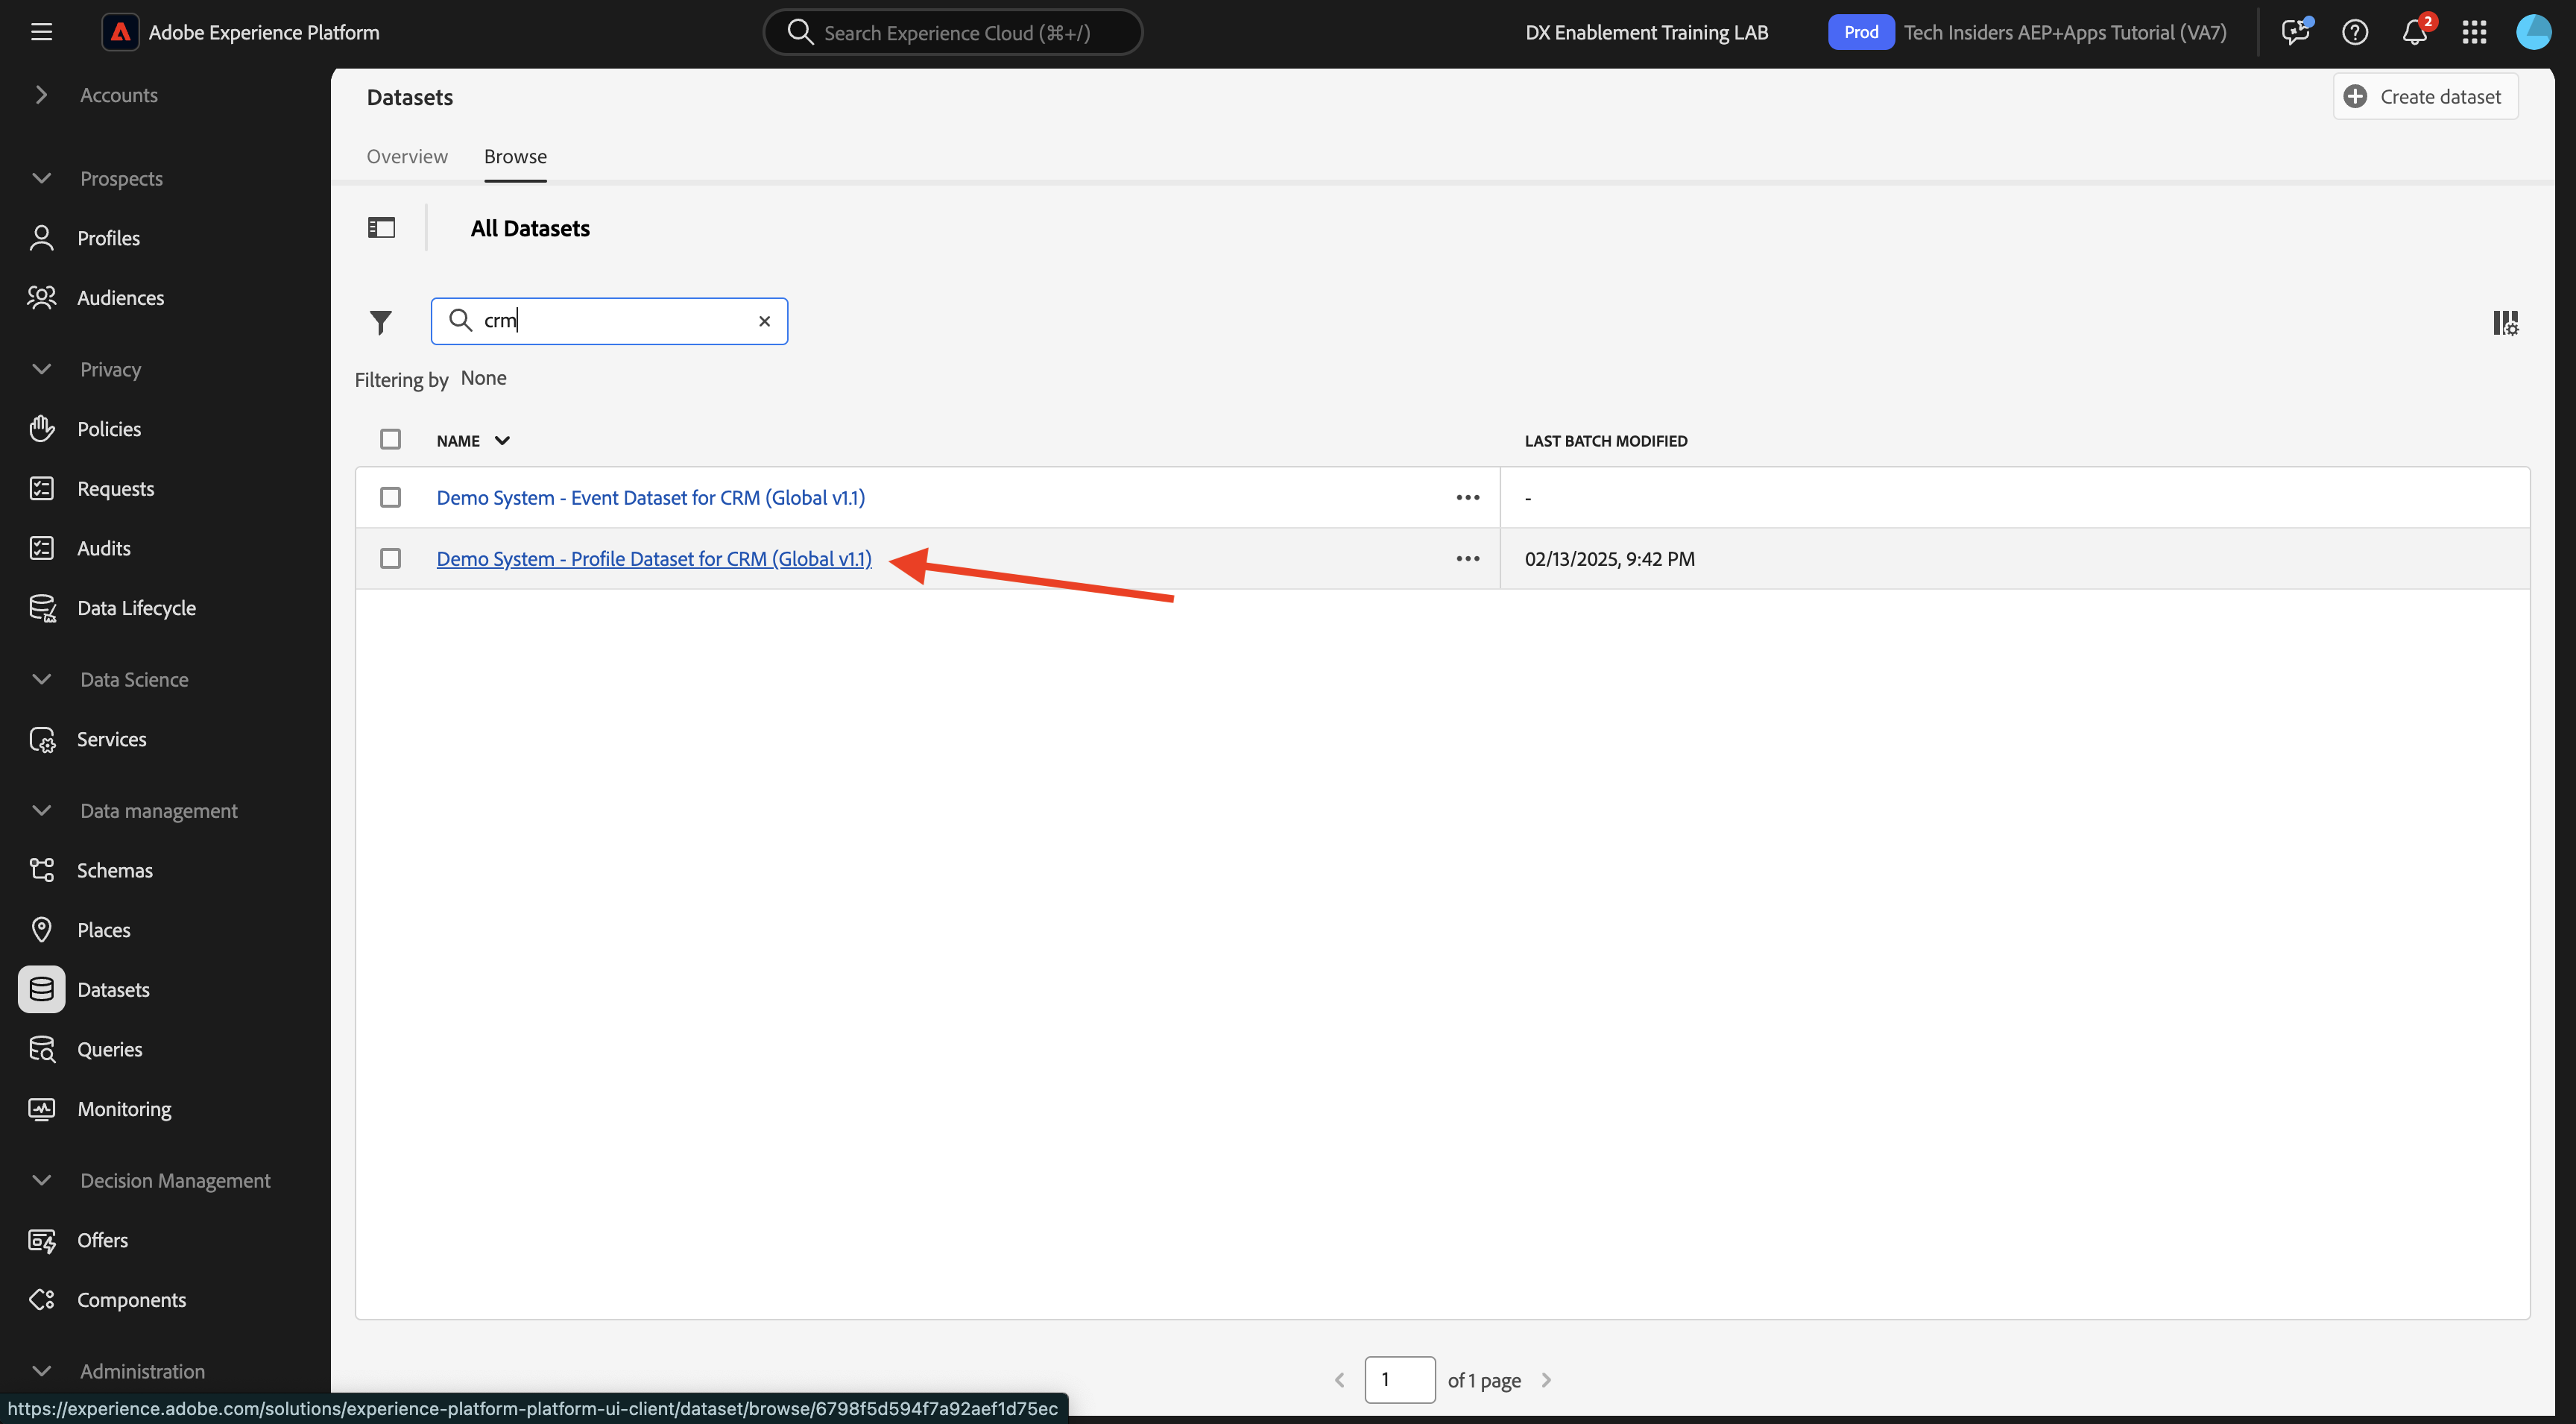 Adobe Experience Platform
Search Experience Cloud (⌘+/)
DX Enablement Training LAB
Prod
Tech Insiders AEP+Apps Tutorial (VA7)
2
Accounts
Prospects
Profiles
Audiences
Privacy
Policies
Requests
Audits
Data Lifecycle
Data Science
Services
Data management
Schemas
Places
Datasets
Queries
Monitoring
Decision Management
Offers
Components
Administration
Datasets
Create dataset
Overview
Browse
All Datasets
crm
Filtering by None
NAME
LAST BATCH MODIFIED
Demo System - Event Dataset for CRM (Global v1.1)
-
Demo System - Profile Dataset for CRM (Global v1.1)
02/13/2025, 9:42 PM
1 of 1 page
https://experience.adobe.com/solutions/experience-platform-platform-ui-client/dataset/browse/6798f5d594f7a92aef1d75ec